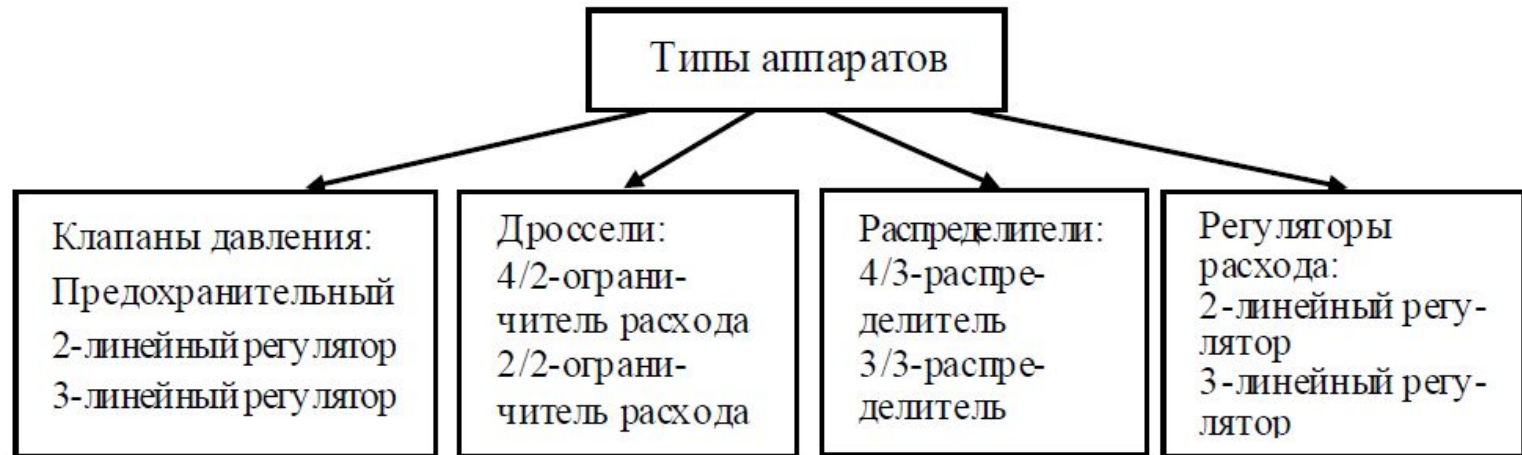 Типы аппаратов
Клапаны давления:
Предохранительный
2-линейный регулятор
3-линейный регулятор
Дроссели:
4/2-ограни-
читель расхода
2/2-ограни-
читель расхода
Распределители:
4/3-распре-
делитель
3/3-распре-
делитель
Регуляторы
расхода:
2-линейный регу-
лятор
3-линейный регу-
лятор